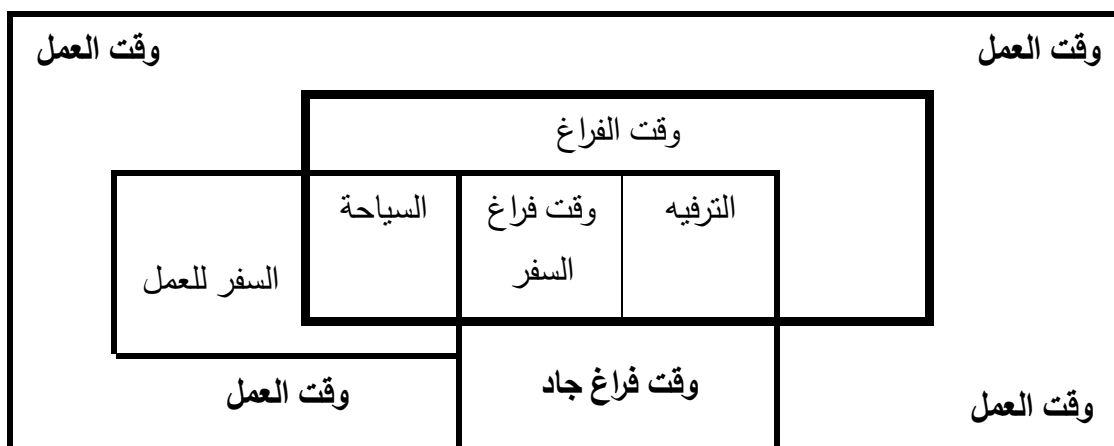 وقت العمل
وقت العمل
وقت الفراغ
الترفيه
وقت فراغ
السفر
السياحة
السفر للعمل
وقت فراغ جاد
وقت العمل
وقت العمل